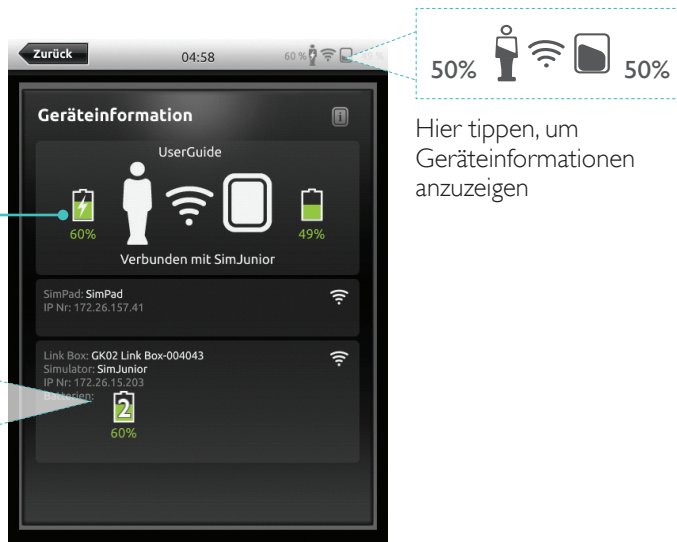 Zurück
04:58
60 %
49 %
50%
50%
Hier tippen, um
Geräteinformationen
anzuzeigen
Geräteinformation
i
UserGuide
60%
49%
Verbunden mit SimJunior
SimPad: SimPad
IP Nr: 172.26.157.41
Link Box: GK02 Link Box-004043
Simulator: SimJunior
IP Nr: 172.26.15.203
Batterien:
2
60%